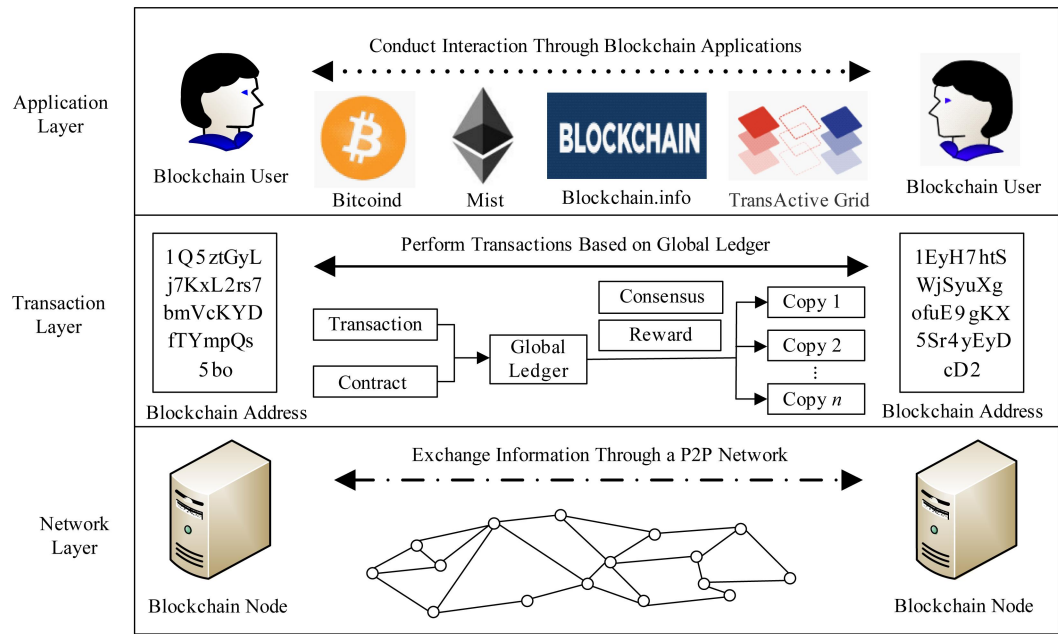 Application
Layer
Conduct Interaction Through Blockchain Applications
BLOCKCHAIN
Blockchain User
Bitcoind
Mist
Blockchain.info
TransActive Grid
Blockchain User
Transaction
Layer
1Q5ztGyL
j7KxL2rs7
bmVcKYD
fTYmpQs
5bo
Blockchain Address
Perform Transactions Based on Global Ledger
Transaction
Contract
Global
Ledger
Consensus
Reward
Copy 1
Copy 2
⋮
Copy n
1EyH7htS
WjSyuXg
ofuE9gKX
5Sr4yEyD
cD2
Blockchain Address
Network
Layer
Exchange Information Through a P2P Network
Blockchain Node
Blockchain Node